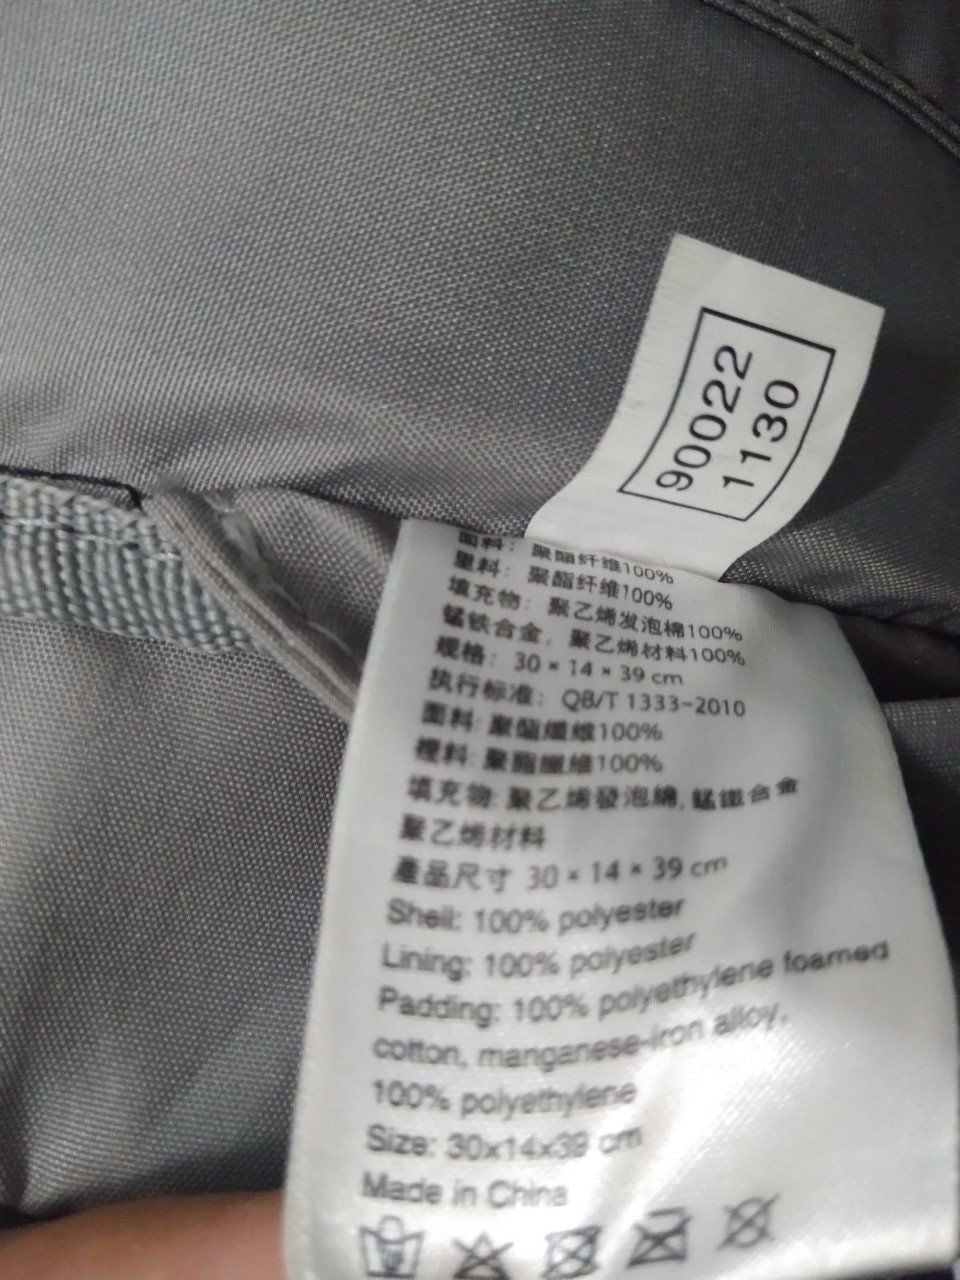 90022
1130
面料：聚酯纤维100%
里料：聚酯纤维100%
填充物：聚乙烯发泡棉100%
锰铁合金，聚乙烯材料100%
规格：30×14×39 cm
执行标准：QB/T 1333-2010
面料:聚酯纖維100%
裡料:聚酯纖維100%
填充物:聚乙烯發泡綿,錳鐵合金
聚乙烯材料
產品尺寸 30×14×39 cm
Shell: 100% polyester
Lining: 100% polyester
Padding: 100% polyethylene foamed
cotton, manganese-iron alloy,
100% polyethylene
Size: 30x14x39 cm
Made in China